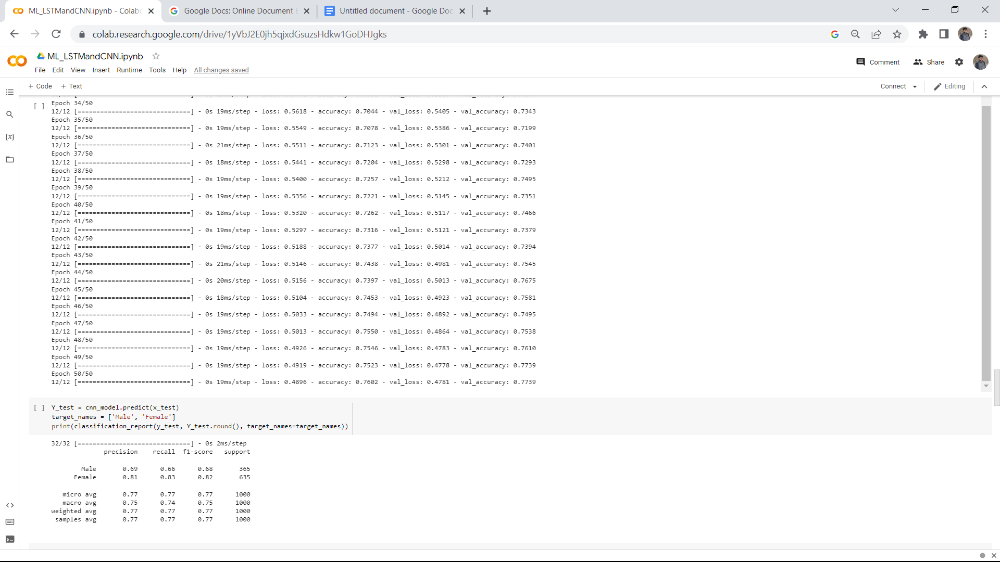 ML_LSTMandCNN.ipynb - Colab
Google Docs: Online Document E
Untitled document - Google Doc
colab.research.google.com/drive/1yVbJ2E0jh5qjxdGsuzsHdkw1GoDHJgks
ML_LSTMandCNN.ipynb
File Edit View Insert Runtime Tools Help All changes saved
Comment Share
+ Code + Text
Connect Editing
[ ] Epoch 34/50
12/12 [==============================] - 0s 19ms/step - loss: 0.5618 - accuracy: 0.7044 - val_loss: 0.5405 - val_accuracy: 0.7343
Epoch 35/50
12/12 [==============================] - 0s 19ms/step - loss: 0.5549 - accuracy: 0.7078 - val_loss: 0.5386 - val_accuracy: 0.7199
Epoch 36/50
12/12 [==============================] - 0s 21ms/step - loss: 0.5511 - accuracy: 0.7123 - val_loss: 0.5301 - val_accuracy: 0.7401
Epoch 37/50
12/12 [==============================] - 0s 18ms/step - loss: 0.5441 - accuracy: 0.7204 - val_loss: 0.5298 - val_accuracy: 0.7293
Epoch 38/50
12/12 [==============================] - 0s 19ms/step - loss: 0.5400 - accuracy: 0.7257 - val_loss: 0.5212 - val_accuracy: 0.7495
Epoch 39/50
12/12 [==============================] - 0s 19ms/step - loss: 0.5356 - accuracy: 0.7221 - val_loss: 0.5145 - val_accuracy: 0.7351
Epoch 40/50
12/12 [==============================] - 0s 18ms/step - loss: 0.5320 - accuracy: 0.7262 - val_loss: 0.5117 - val_accuracy: 0.7466
Epoch 41/50
12/12 [==============================] - 0s 19ms/step - loss: 0.5297 - accuracy: 0.7316 - val_loss: 0.5121 - val_accuracy: 0.7379
Epoch 42/50
12/12 [==============================] - 0s 19ms/step - loss: 0.5188 - accuracy: 0.7377 - val_loss: 0.5014 - val_accuracy: 0.7394
Epoch 43/50
12/12 [==============================] - 0s 21ms/step - loss: 0.5146 - accuracy: 0.7438 - val_loss: 0.4981 - val_accuracy: 0.7545
Epoch 44/50
12/12 [==============================] - 0s 20ms/step - loss: 0.5156 - accuracy: 0.7397 - val_loss: 0.5013 - val_accuracy: 0.7675
Epoch 45/50
12/12 [==============================] - 0s 18ms/step - loss: 0.5104 - accuracy: 0.7453 - val_loss: 0.4923 - val_accuracy: 0.7581
Epoch 46/50
12/12 [==============================] - 0s 19ms/step - loss: 0.5033 - accuracy: 0.7494 - val_loss: 0.4892 - val_accuracy: 0.7495
Epoch 47/50
12/12 [==============================] - 0s 19ms/step - loss: 0.5013 - accuracy: 0.7550 - val_loss: 0.4864 - val_accuracy: 0.7538
Epoch 48/50
12/12 [==============================] - 0s 19ms/step - loss: 0.4926 - accuracy: 0.7546 - val_loss: 0.4783 - val_accuracy: 0.7610
Epoch 49/50
12/12 [==============================] - 0s 19ms/step - loss: 0.4919 - accuracy: 0.7523 - val_loss: 0.4778 - val_accuracy: 0.7739
Epoch 50/50
12/12 [==============================] - 0s 19ms/step - loss: 0.4896 - accuracy: 0.7602 - val_loss: 0.4781 - val_accuracy: 0.7739
[ ] Y_test = cnn_model.predict(x_test)
target_names = ['Male', 'Female']
print(classification_report(y_test, Y_test.round(), target_names=target_names))
32/32 [==============================] - 0s 2ms/step
precision recall f1-score support
Male 0.69 0.66 0.68 365
Female 0.81 0.83 0.82 635
micro avg 0.77 0.77 0.77 1000
macro avg 0.75 0.74 0.75 1000
weighted avg 0.77 0.77 0.77 1000
samples avg 0.77 0.77 0.77 1000